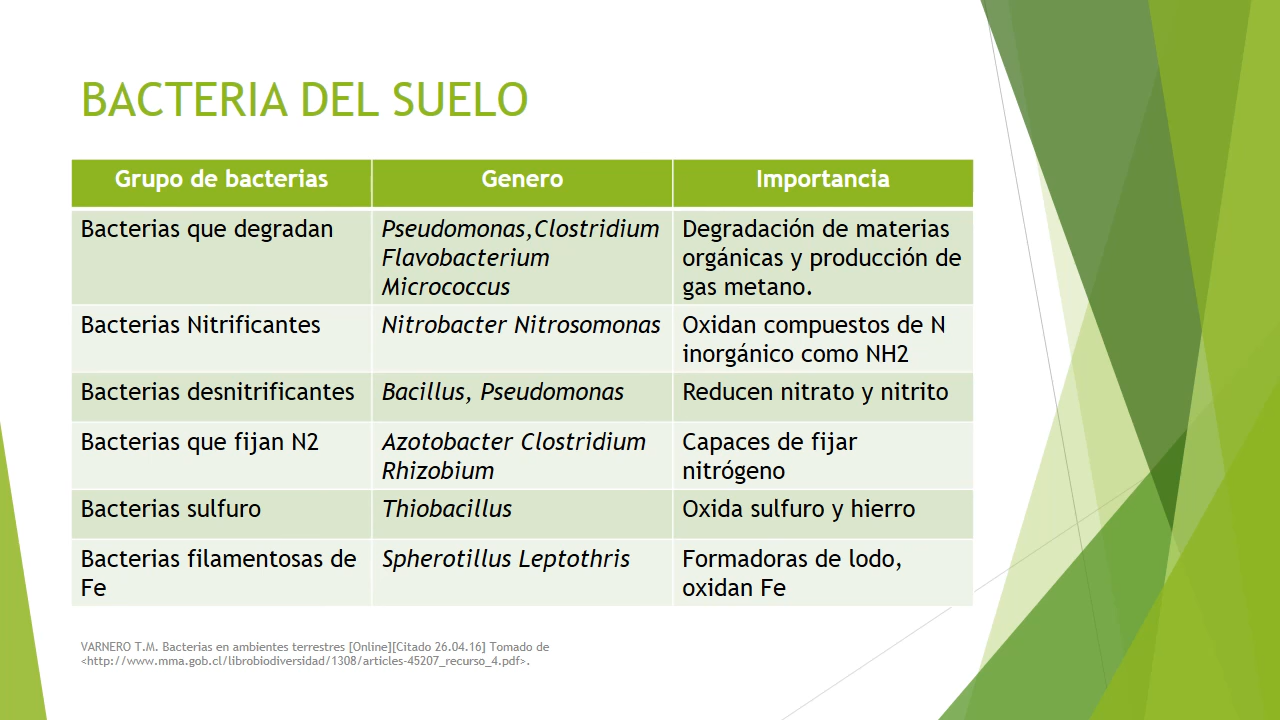 BACTERIA DEL SUELO
Grupo de bacterias
Genero
Importancia
Bacterias que degradan
Pseudomonas,Clostridium
Flavobacterium
Micrococcus
Degradación de materias
orgánicas y producción de
gas metano.
Bacterias Nitrificantes
Nitrobacter Nitrosomonas
Oxidan compuestos de N
inorgánico como NH2
Bacterias desnitrificantes
Bacillus, Pseudomonas
Reducen nitrato y nitrito
Bacterias que fijan N2
Azotobacter Clostridium
Rhizobium
Capaces de fijar
nitrógeno
Bacterias sulfuro
Thiobacillus
Oxida sulfuro y hierro
Bacterias filamentosas de
Fe
Spherotillus Leptothris
Formadoras de lodo,
oxidan Fe
VARNERO T.M. Bacterias en ambientes terrestres [Online][Citado 26.04.16] Tomado de
<http://www.mma.gob.cl/librobiodiversidad/1308/articles-45207_recurso_4.pdf>.